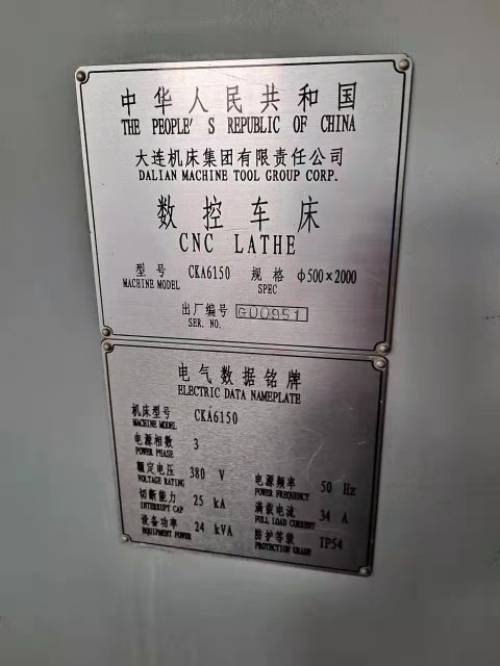 中华人民共和国
THE PEOPLE' S REPUBLIC OF CHINA
大连机床集团有限责任公司
DALIAN MACHINE TOOL GROUP CORP.
数控车床
CNC LATHE
型号 CKA6150 规格 ф500×2000
MACHINE MODEL SPEC
出厂编号 G00951
SER. NO.
电气数据铭牌
ELECTRIC DATA NAMEPLATE
机床型号 CKA6150
MACHINE MODEL
电源相数 3
POWER PHASE
额定电压 380 V 电源频率 50 Hz
VOLTAGE RATING POWER FREQUENCY
切断能力 25 kA 满载电流 34 A
INTERRUPT CAP FULL LOAD CURRENT
设备功率 24 kVA 防护等级 IP54
EQUIPMENT POWER PROTECTION GRADE